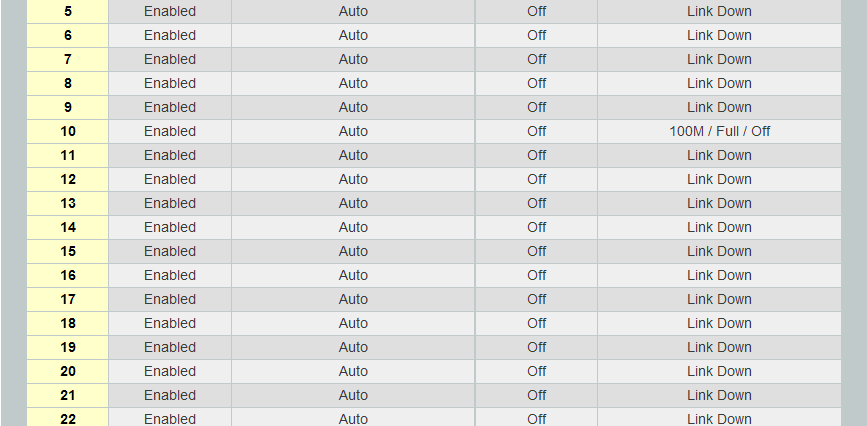 5 Enabled Auto Off Link Down
6 Enabled Auto Off Link Down
7 Enabled Auto Off Link Down
8 Enabled Auto Off Link Down
9 Enabled Auto Off Link Down
10 Enabled Auto Off 100M / Full / Off
11 Enabled Auto Off Link Down
12 Enabled Auto Off Link Down
13 Enabled Auto Off Link Down
14 Enabled Auto Off Link Down
15 Enabled Auto Off Link Down
16 Enabled Auto Off Link Down
17 Enabled Auto Off Link Down
18 Enabled Auto Off Link Down
19 Enabled Auto Off Link Down
20 Enabled Auto Off Link Down
21 Enabled Auto Off Link Down
22 Enabled Auto Off Link Down